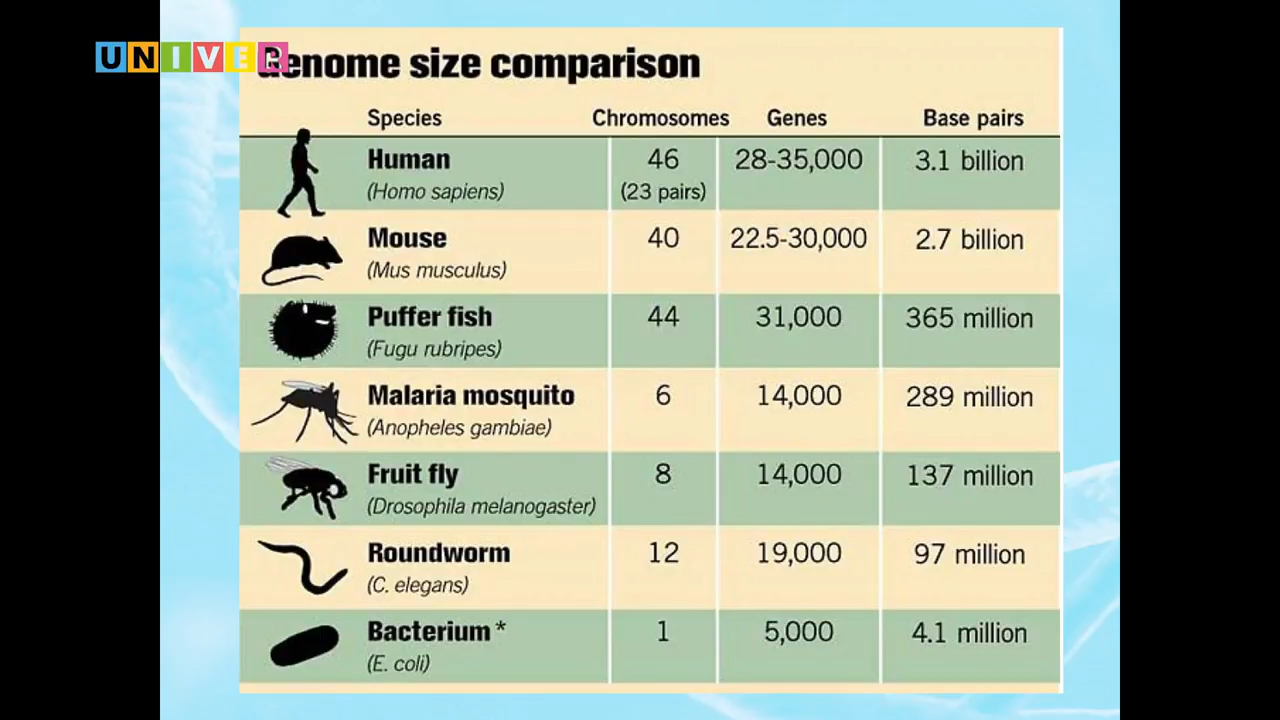 UNIVER
Genome size comparison
Species Chromosomes Genes Base pairs
Human 46 28-35,000 3.1 billion
(Homo sapiens) (23 pairs)
Mouse 40 22.5-30,000 2.7 billion
(Mus musculus)
Puffer fish 44 31,000 365 million
(Fugu rubripes)
Malaria mosquito 6 14,000 289 million
(Anopheles gambiae)
Fruit fly 8 14,000 137 million
(Drosophila melanogaster)
Roundworm 12 19,000 97 million
(C. elegans)
Bacterium * 1 5,000 4.1 million
(E. coli)